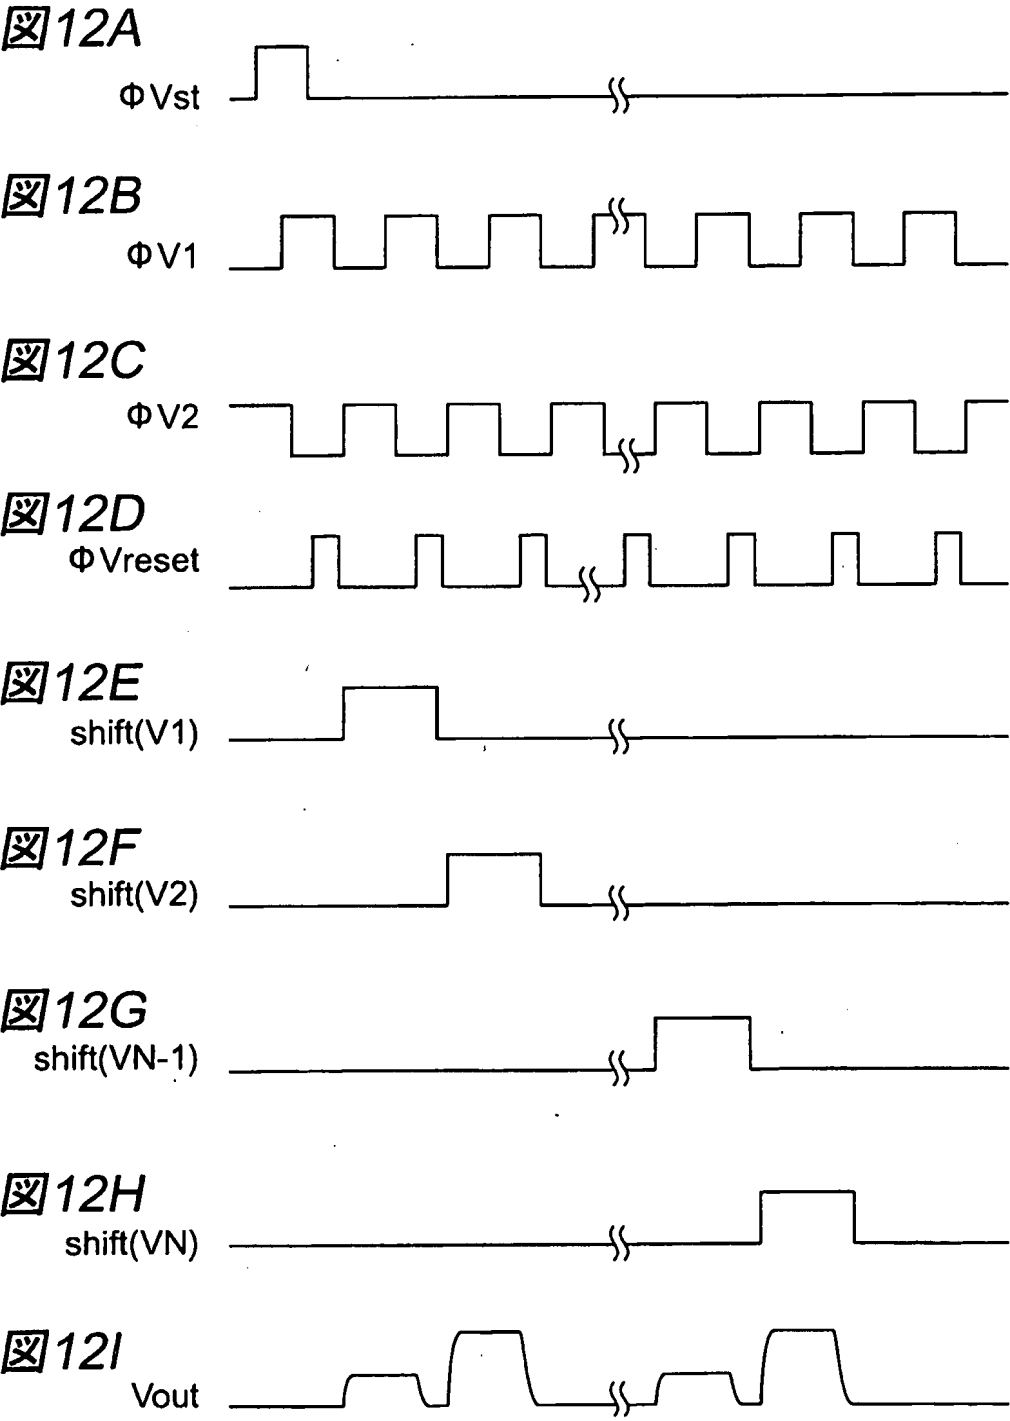 図12A
ΦVst
図12B
ΦV1
図12C
ΦV2
図12D
ΦVreset
図12E
shift(V1)
図12F
shift(V2)
図12G
shift(VN-1)
図12H
shift(VN)
図12I
Vout